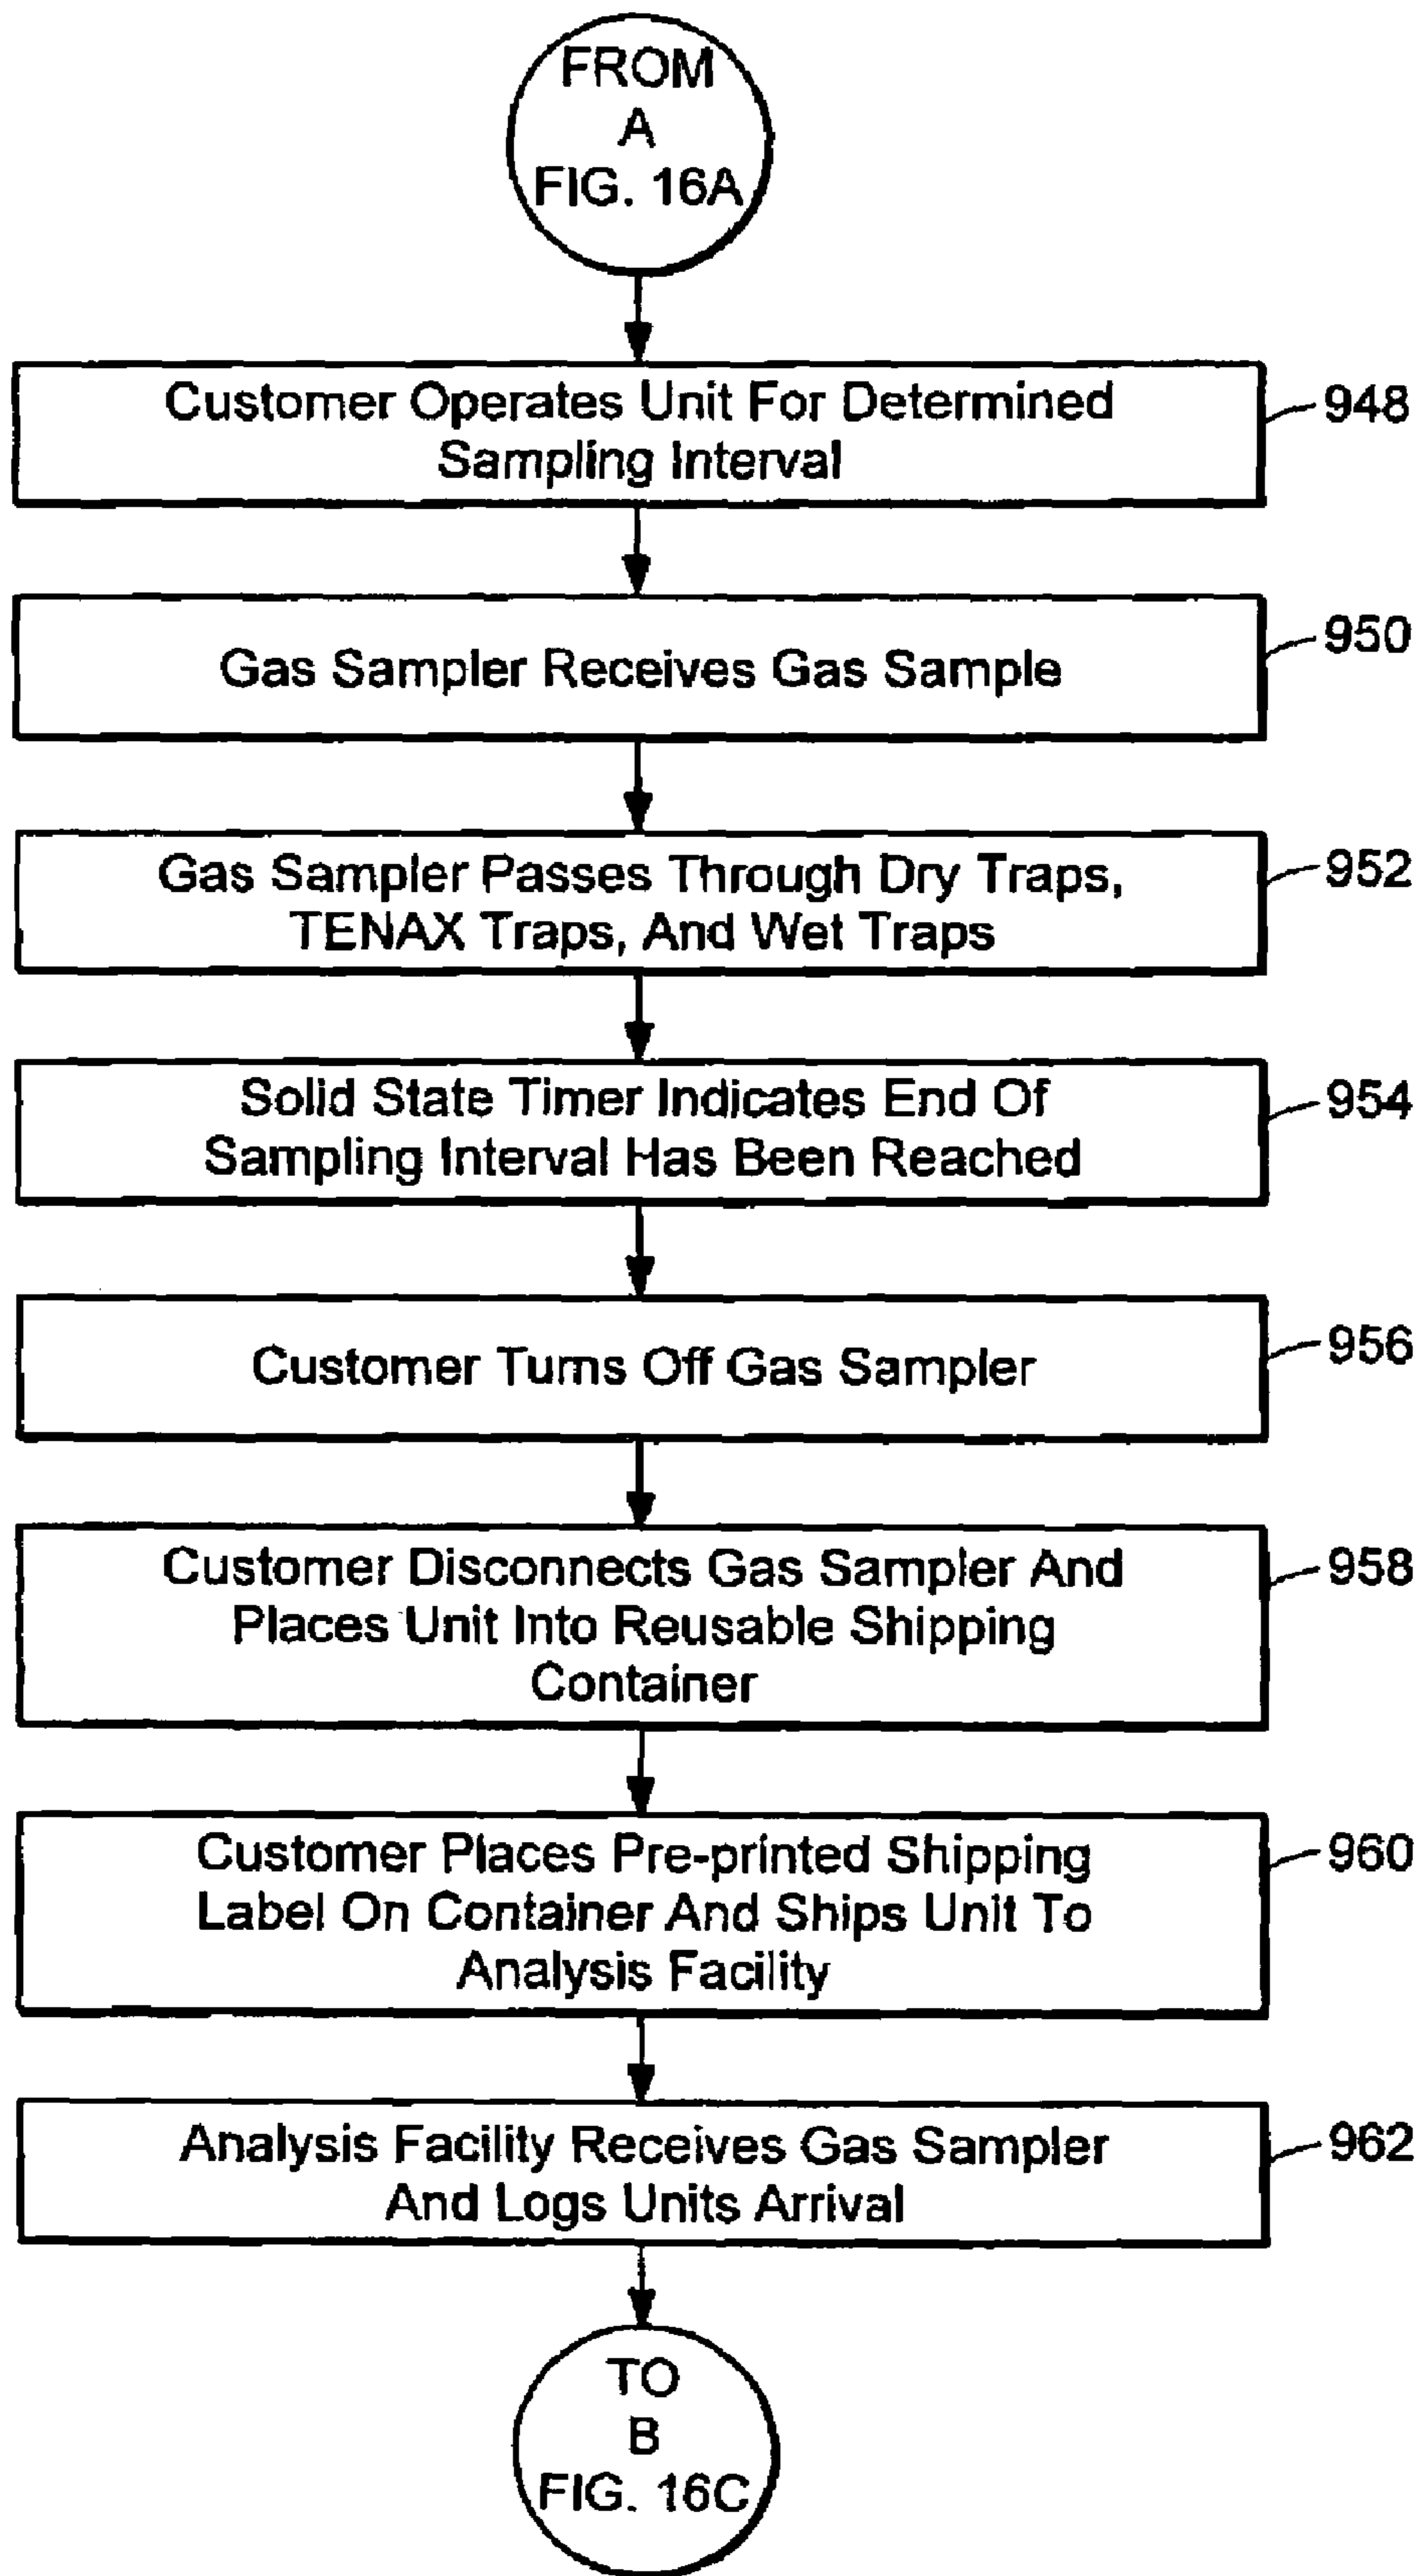 FROM
A
FIG. 16A
Customer Operates Unit For Determined
Sampling Interval
948
Gas Sampler Receives Gas Sample
950
Gas Sampler Passes Through Dry Traps,
TENAX Traps, And Wet Traps
952
Solid State Timer Indicates End Of
Sampling Interval Has Been Reached
954
Customer Turns Off Gas Sampler
956
Customer Disconnects Gas Sampler And
Places Unit Into Reusable Shipping
Container
958
Customer Places Pre-printed Shipping
Label On Container And Ships Unit To
Analysis Facility
960
Analysis Facility Receives Gas Sampler
And Logs Units Arrival
962
TO
B
FIG. 16C